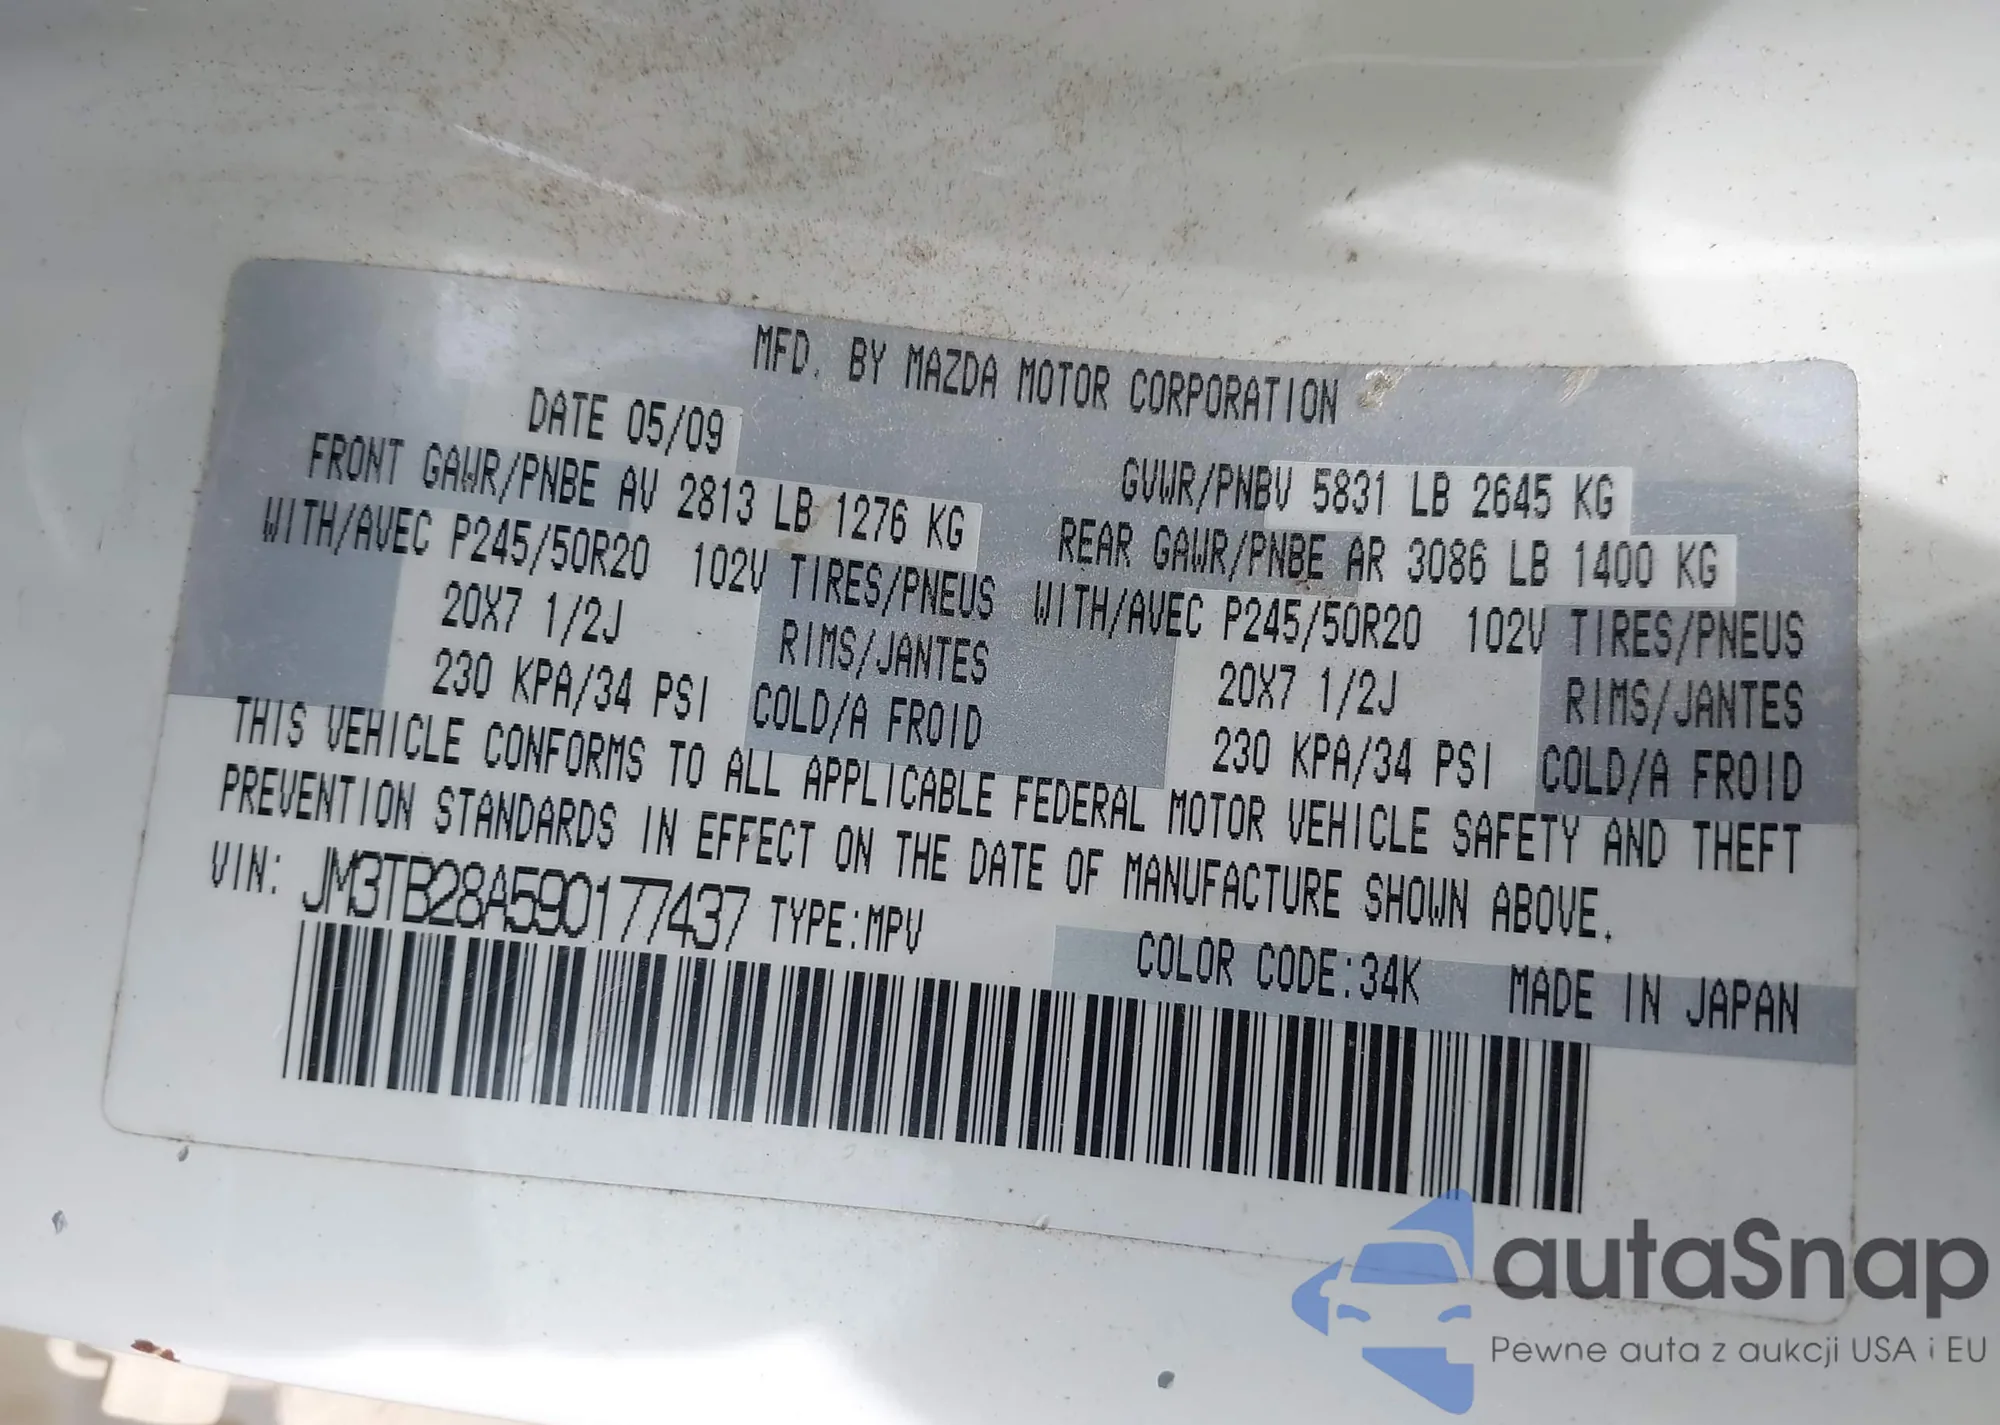 MFD. BY MAZDA MOTOR CORPORATION
DATE 05/09
GVWR/PNBV 5831 LB 2645 KG
FRONT GAWR/PNBE AV 2813 LB 1276 KG
REAR GAWR/PNBE AR 3086 LB 1400 KG
WITH/AVEC P245/50R20 102V TIRES/PNEUS
WITH/AVEC P245/50R20 102V TIRES/PNEUS
20X7 1/2J RIMS/JANTES
20X7 1/2J RIMS/JANTES
230 KPA/34 PSI COLD/A FROID
230 KPA/34 PSI COLD/A FROID
THIS VEHICLE CONFORMS TO ALL APPLICABLE FEDERAL MOTOR VEHICLE SAFETY AND THEFT
PREVENTION STANDARDS IN EFFECT ON THE DATE OF MANUFACTURE SHOWN ABOVE.
VIN: JM3TB28A590177437 TYPE:MPV
COLOR CODE:34K MADE IN JAPAN
autaSnap
Pewne auta z aukcji USA i EU